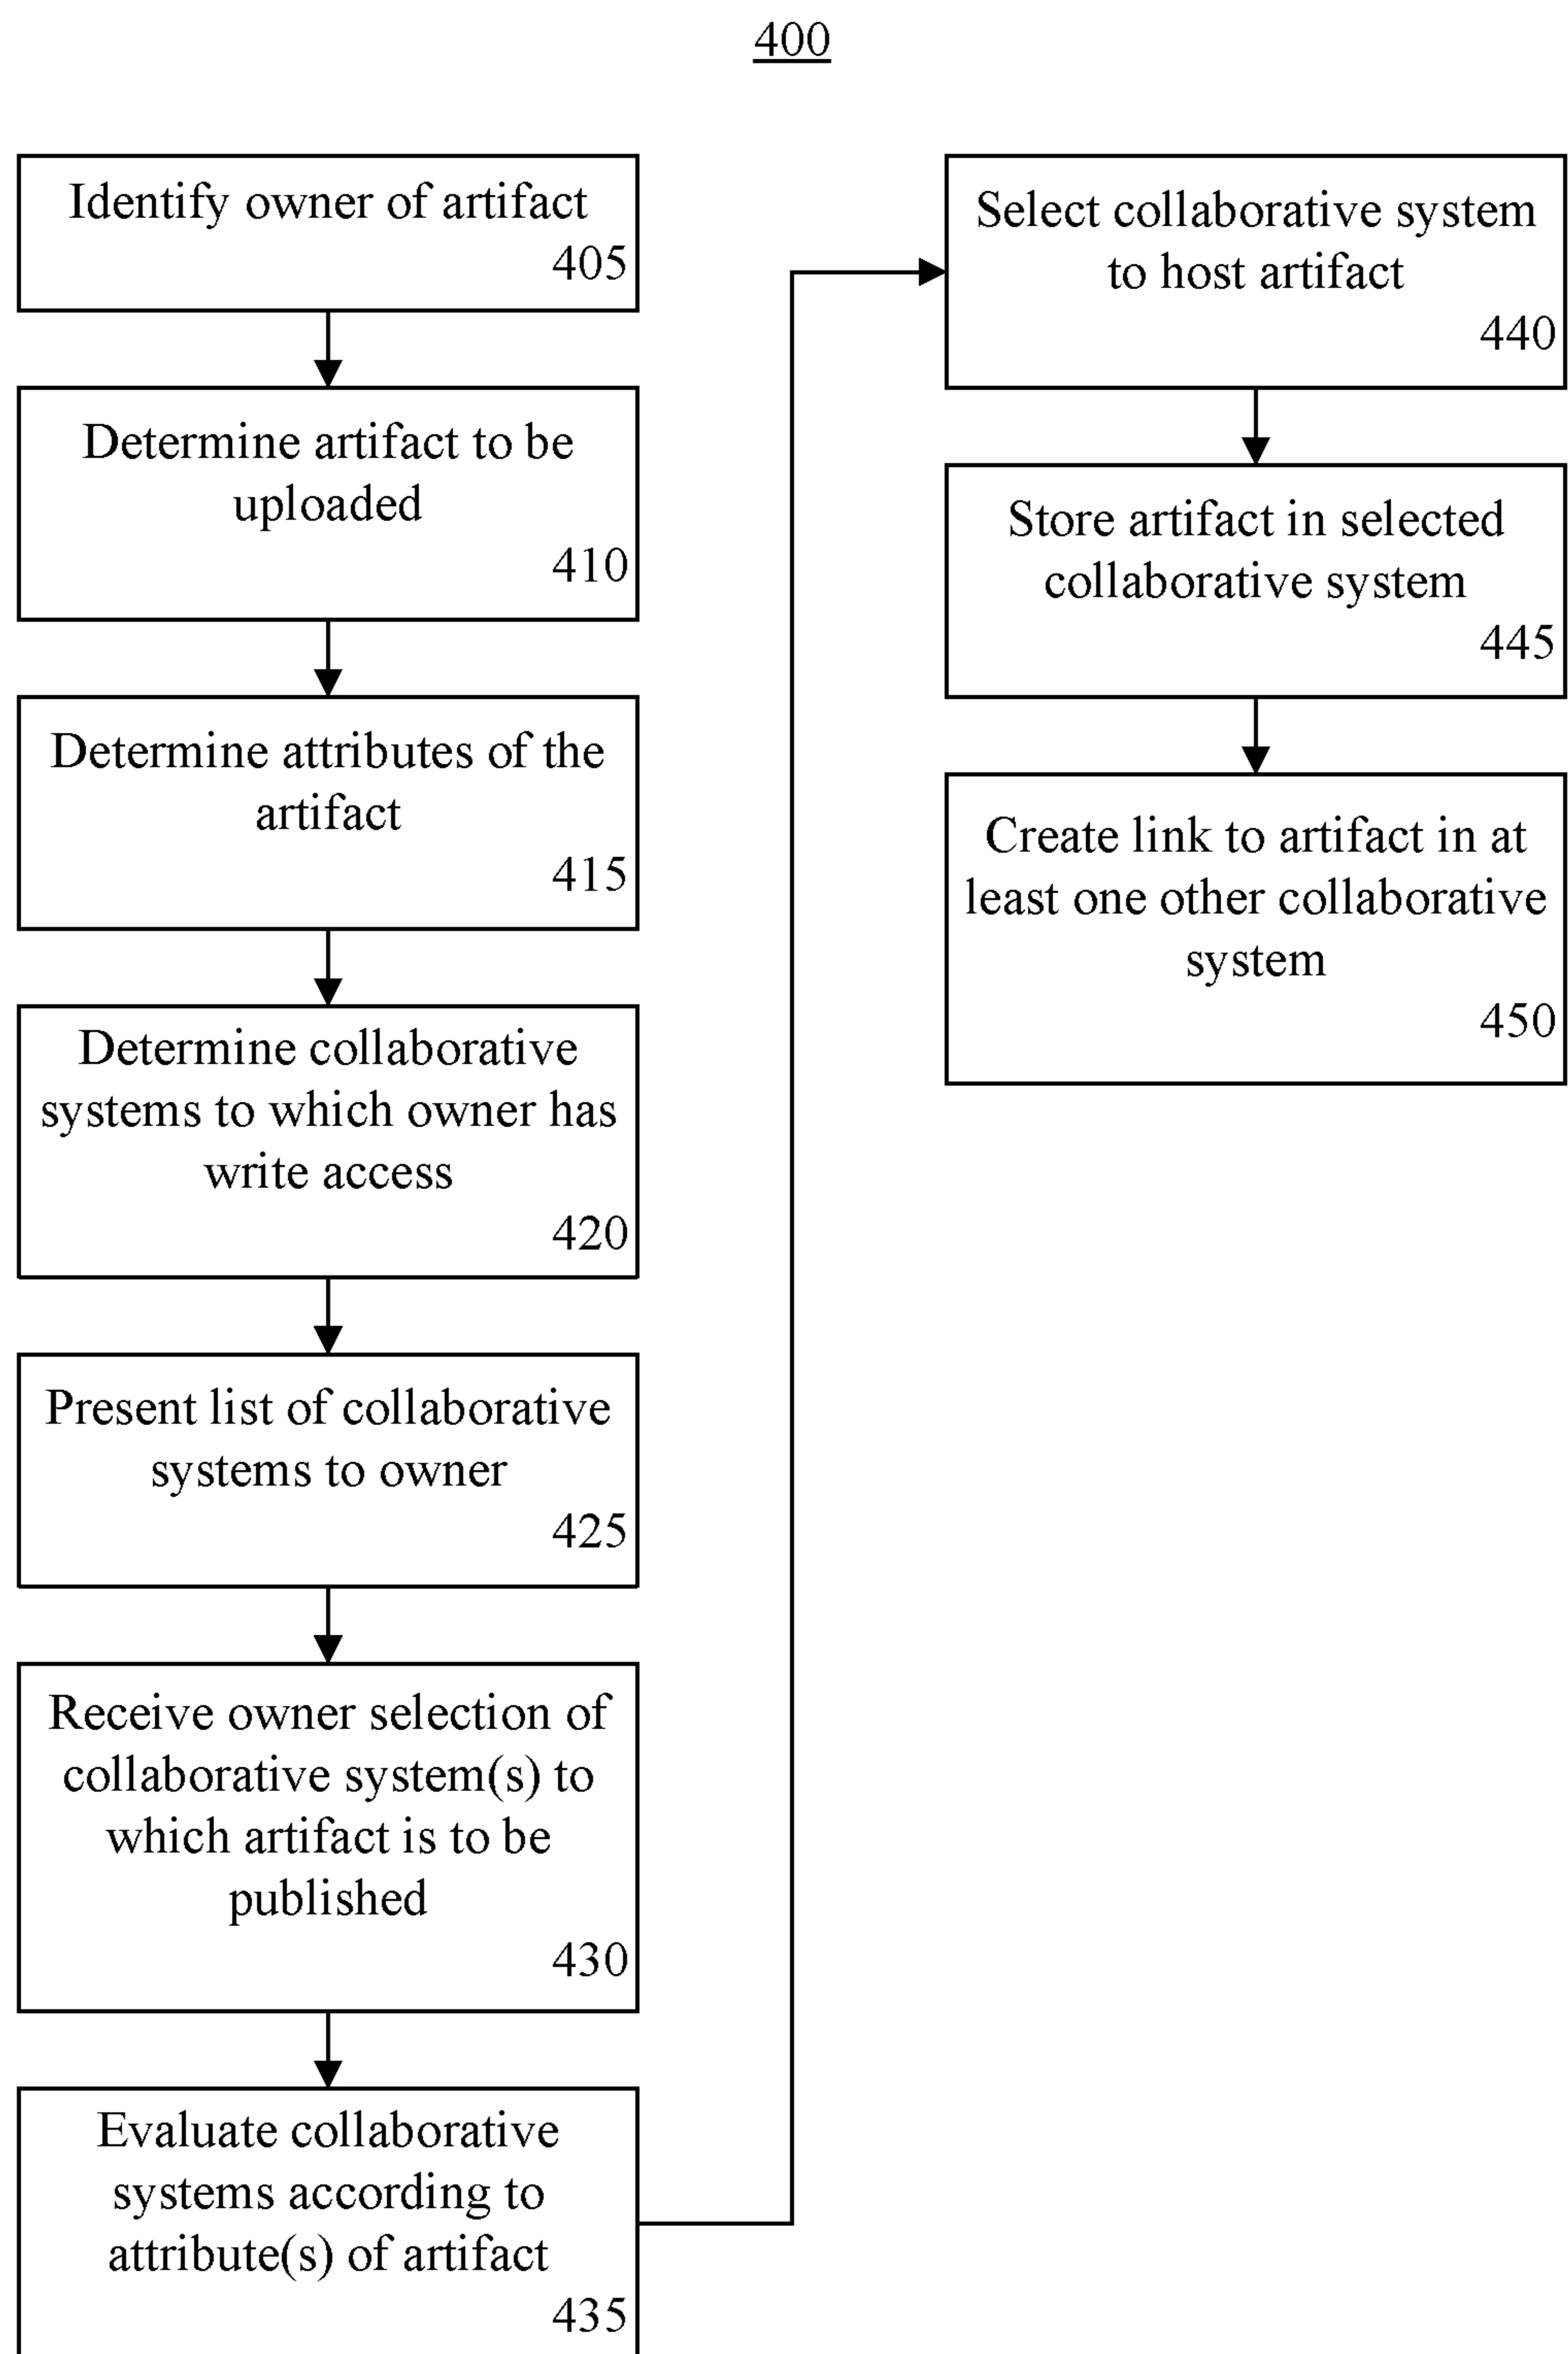 400
Identify owner of artifact
405
Determine artifact to be
uploaded
410
Determine attributes of the
artifact
415
Determine collaborative
systems to which owner has
write access
420
Present list of collaborative
systems to owner
425
Receive owner selection of
collaborative system(s) to
which artifact is to be
published
430
Evaluate collaborative
systems according to
attribute(s) of artifact
435
Select collaborative system
to host artifact
440
Store artifact in selected
collaborative system
445
Create link to artifact in at
least one other collaborative
system
450